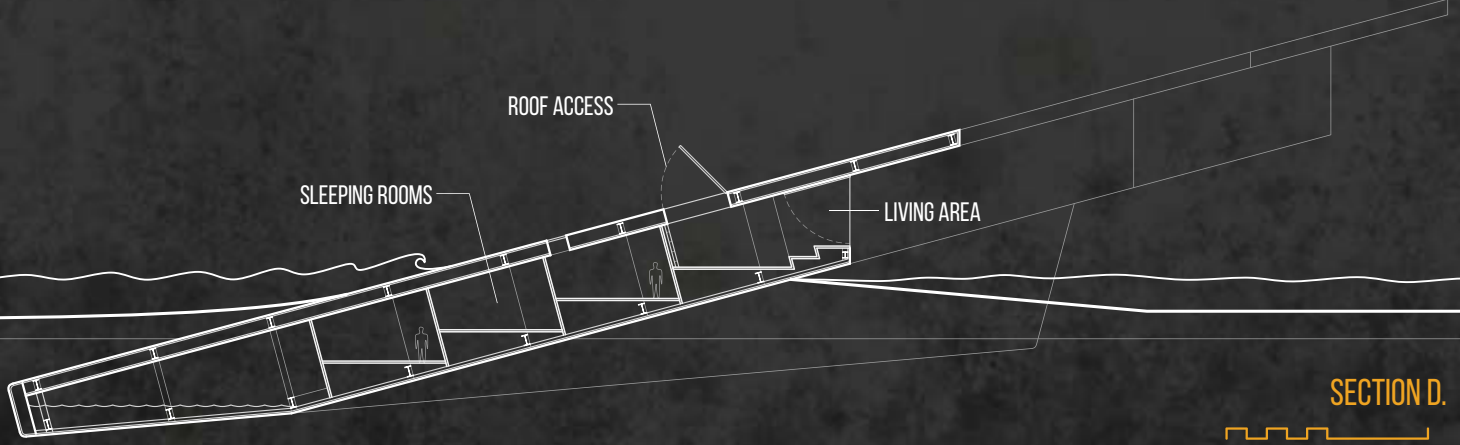 ROOF ACCESS
SLEEPING ROOMS
LIVING AREA
SECTION D.